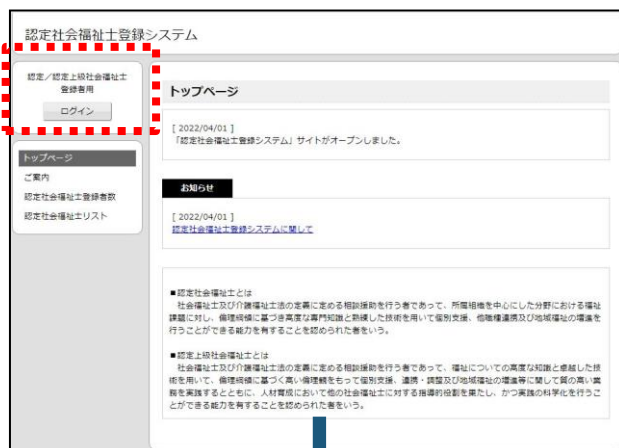 認定社会福祉士登録システム
認定／認定上級社会福祉士
登録者用
ログイン
トップページ
ご案内
認定社会福祉士登録者数
認定社会福祉士リスト
トップページ
[ 2022/04/01 ]
「認定社会福祉士登録システム」サイトがオープンしました。
お知らせ
[ 2022/04/01 ]
認定社会福祉士登録システムに関して
■認定社会福祉士とは
社会福祉士及び介護福祉士法の定義に定める相談援助を行う者であって、所属組織を中心にした分野における福祉
課題に対し、倫理綱領に基づき高度な専門知識と熟練した技術を用いて個別支援、他職種連携及び地域福祉の増進を
行うことができる能力を有することを認められた者をいう。
■認定上級社会福祉士とは
社会福祉士及び介護福祉士法の定義に定める相談援助を行う者であって、福祉についての高度な知識と卓越した技
術を用いて、倫理綱領に基づく高い倫理観をもって個別支援、連携・調整及び地域福祉の増進等に関して質の高い業
務を実践するとともに、人材育成において他の社会福祉士に対する指導的役割を果たし、かつ実践の科学化を行うこ
とができる能力を有することを認められた者をいう。